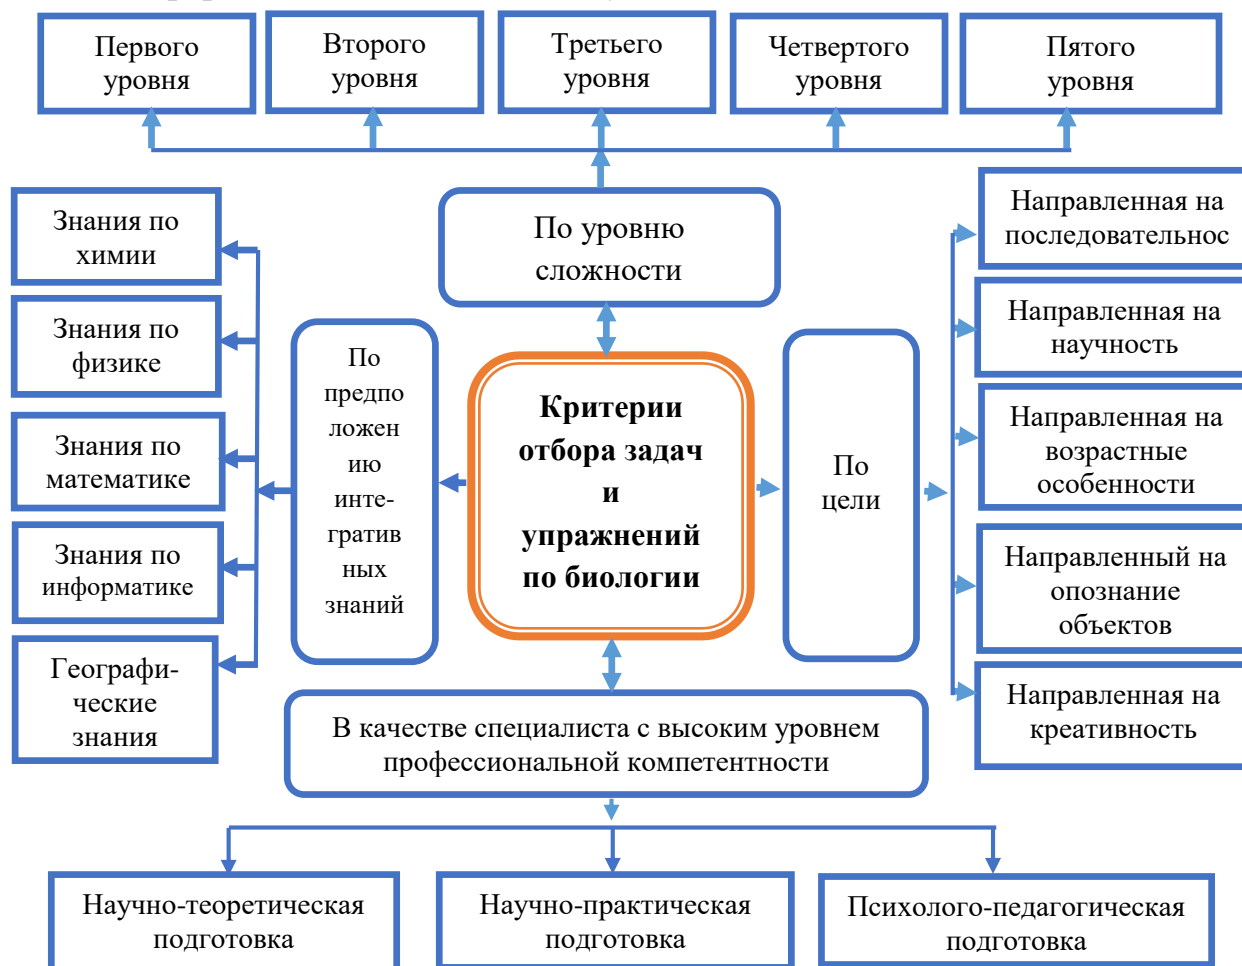 Первого
уровня
Второго
уровня
Третьего
уровня
Четвертого
уровня
Пятого
уровня
По уровню
сложности
Знания по
химии
Знания по
физике
Знания по
математике
Знания по
информатике
Географи-
ческие
знания
По
предпо
ложен
ию
инте-
гратив
ных
знаний
Критерии
отбора задач
и
упражнений
по биологии
По
цели
Направленная на
последовательнос
Направленная на
научность
Направленная на
возрастные
особенности
Направленный на
опознание
объектов
Направленная на
креативность
В качестве специалиста с высоким уровнем
профессиональной компетентности
Научно-теоретическая
подготовка
Научно-практическая
подготовка
Психолого-педагогическая
подготовка